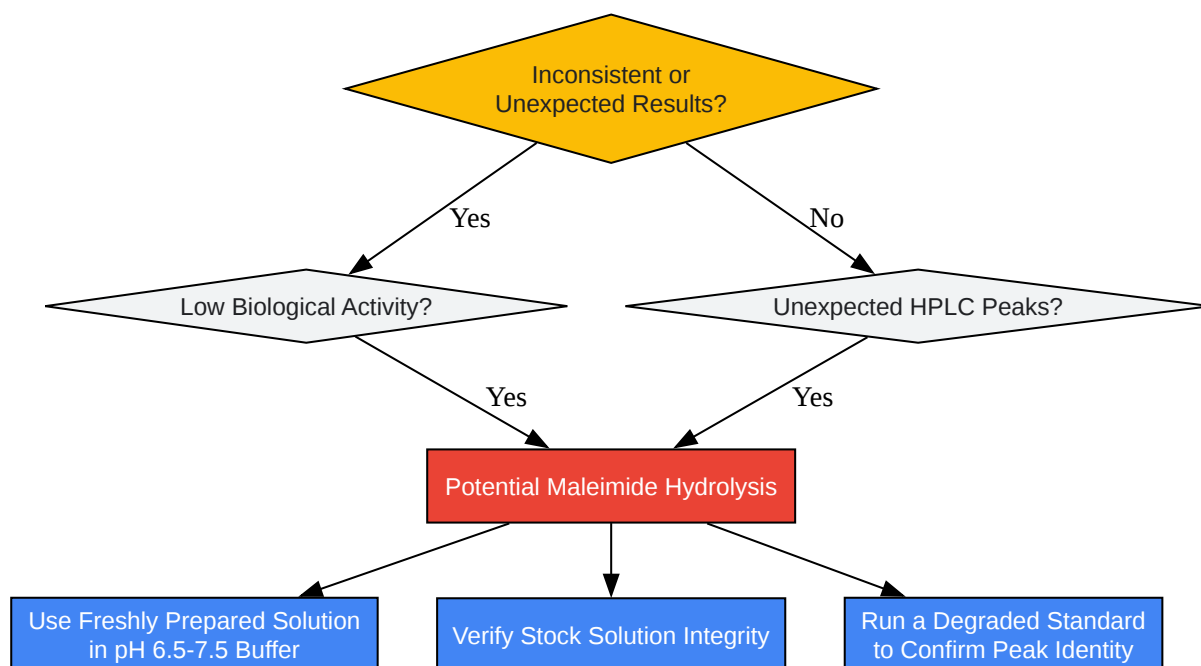 Inconsistent or
Unexpected Results?
Yes
No
Low Biological Activity?
Unexpected HPLC Peaks?
Yes
Yes
Potential Maleimide Hydrolysis
Use Freshly Prepared Solution
in pH 6.5-7.5 Buffer
Verify Stock Solution Integrity
Run a Degraded Standard
to Confirm Peak Identity